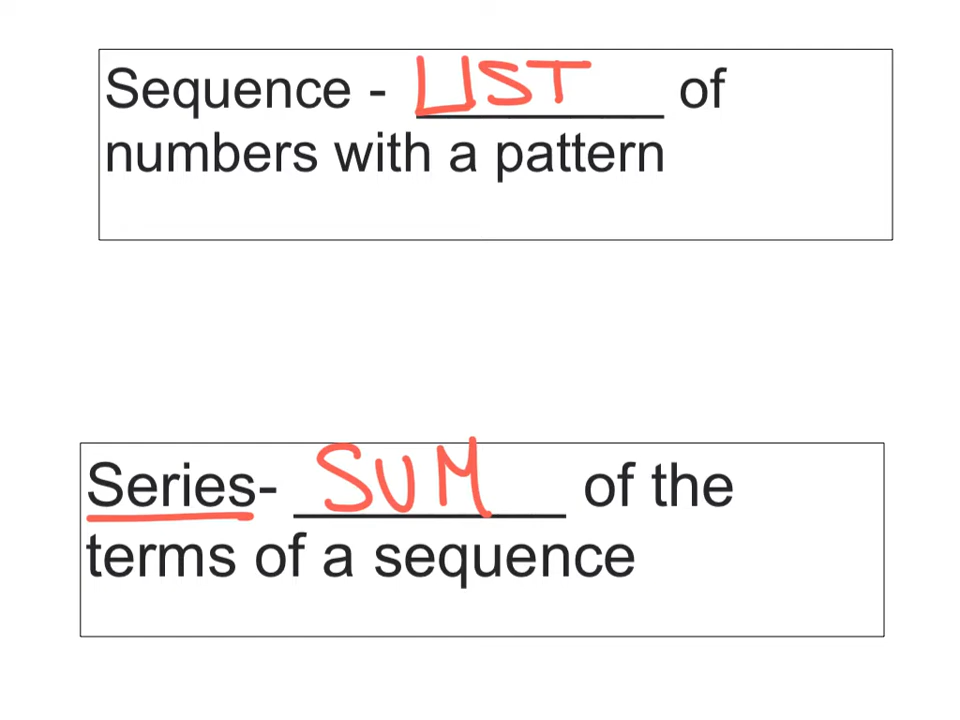 Sequence - LIST of
numbers with a pattern
Series- SUM of the
terms of a sequence